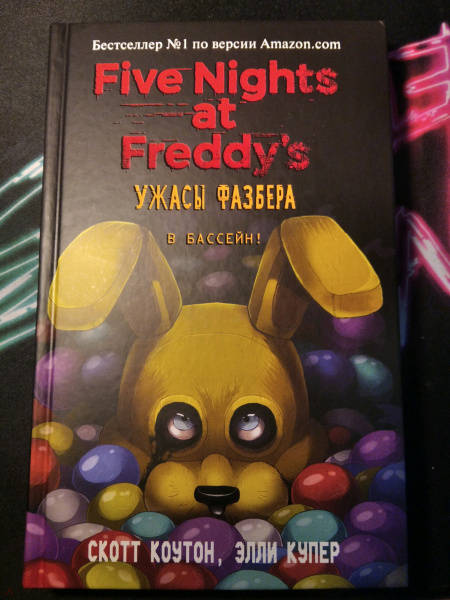 Бестселлер №1 по версии Amazon.com
Five Nights
at
Freddy's
УЖАСЫ ФАЗБЕРА
В БАССЕЙН!
СКОТТ КОУТОН, ЭЛЛИ КУПЕР